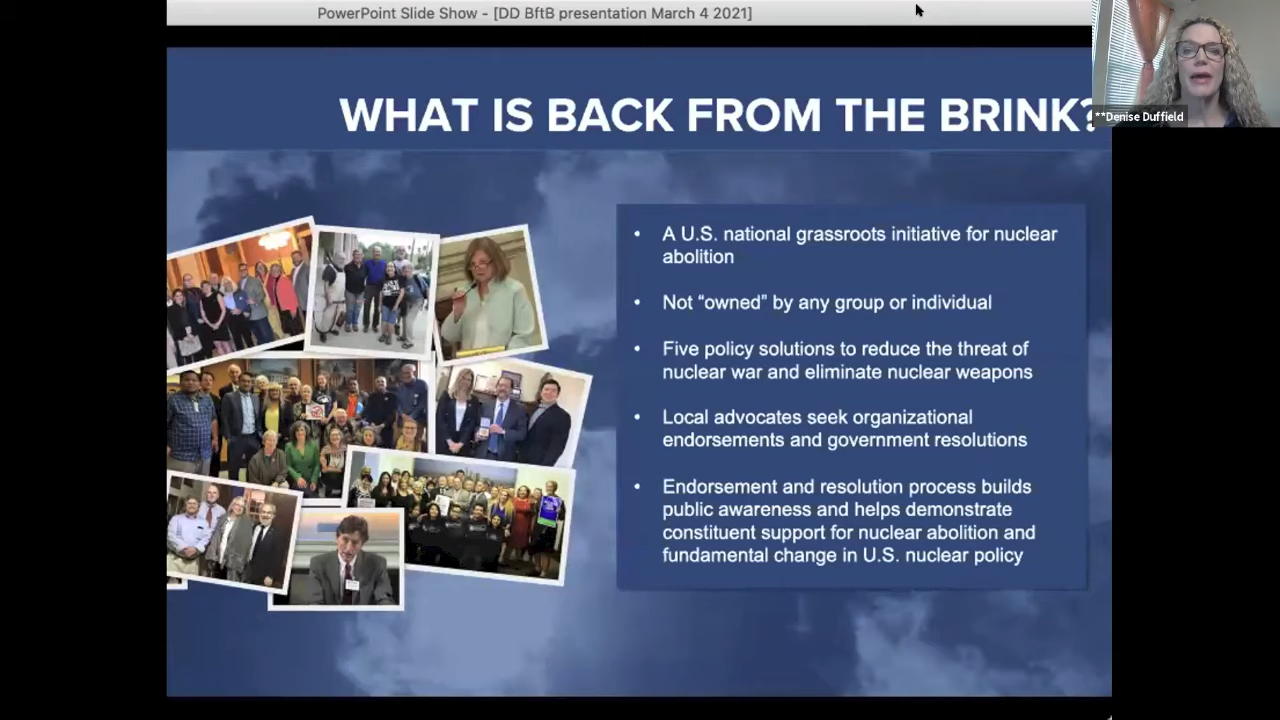 PowerPoint Slide Show - [DD BftB presentation March 4 2021]
WHAT IS BACK FROM THE BRINK?
**Denise Duffield
• A U.S. national grassroots initiative for nuclear
abolition
• Not “owned” by any group or individual
• Five policy solutions to reduce the threat of
nuclear war and eliminate nuclear weapons
• Local advocates seek organizational
endorsements and government resolutions
• Endorsement and resolution process builds
public awareness and helps demonstrate
constituent support for nuclear abolition and
fundamental change in U.S. nuclear policy